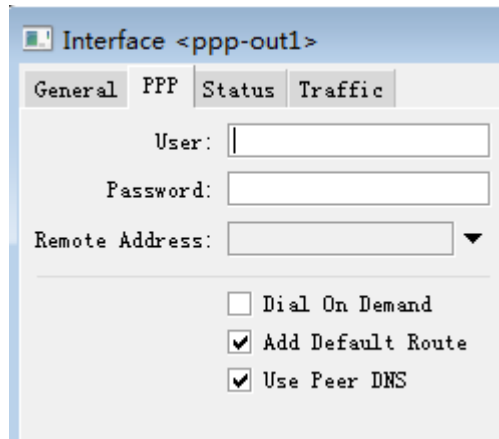 Interface <ppp-out1>
General PPP Status Traffic
User:
Password:
Remote Address:
Dial On Demand
Add Default Route
Use Peer DNS